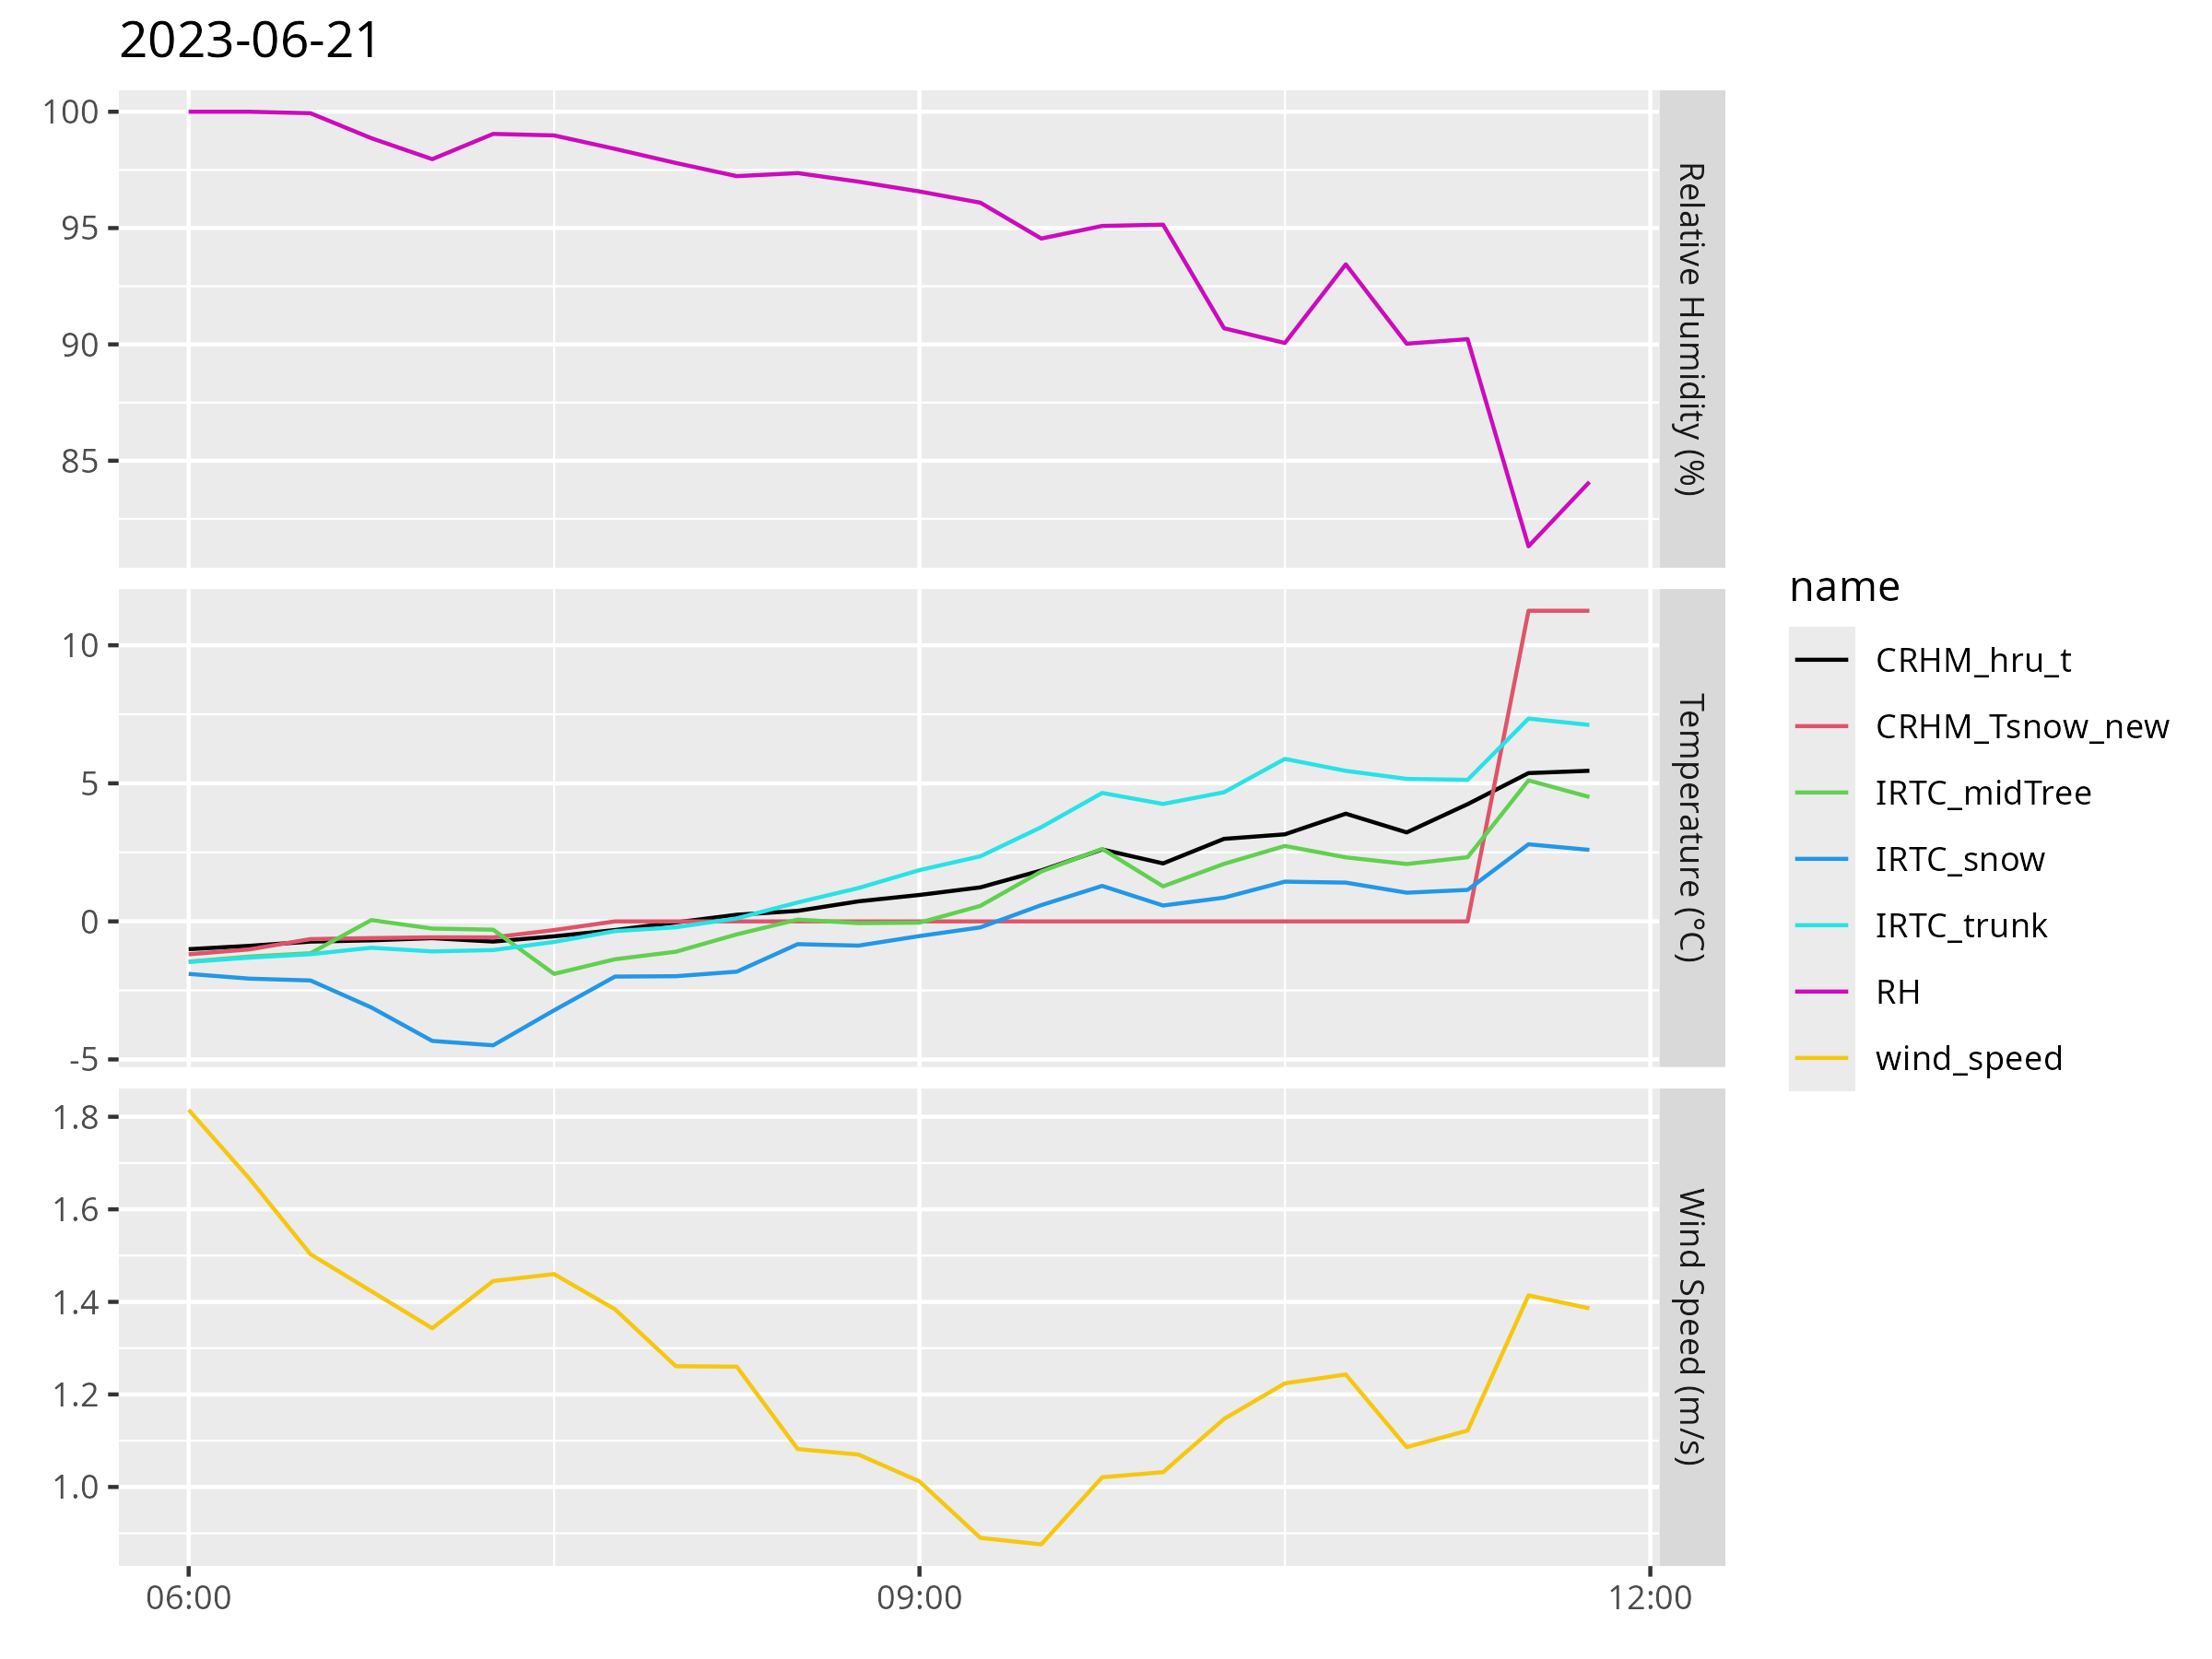 2023-06-21
100
95
90
85
Relative Humidity (%)
10
5
0
-5
Temperature (°C)
1.8
1.6
1.4
1.2
1.0
Wind Speed (m/s)
06:00
09:00
12:00
name
CRHM_hru_t
CRHM_Tsnow_new
IRTC_midTree
IRTC_snow
IRTC_trunk
RH
wind_speed